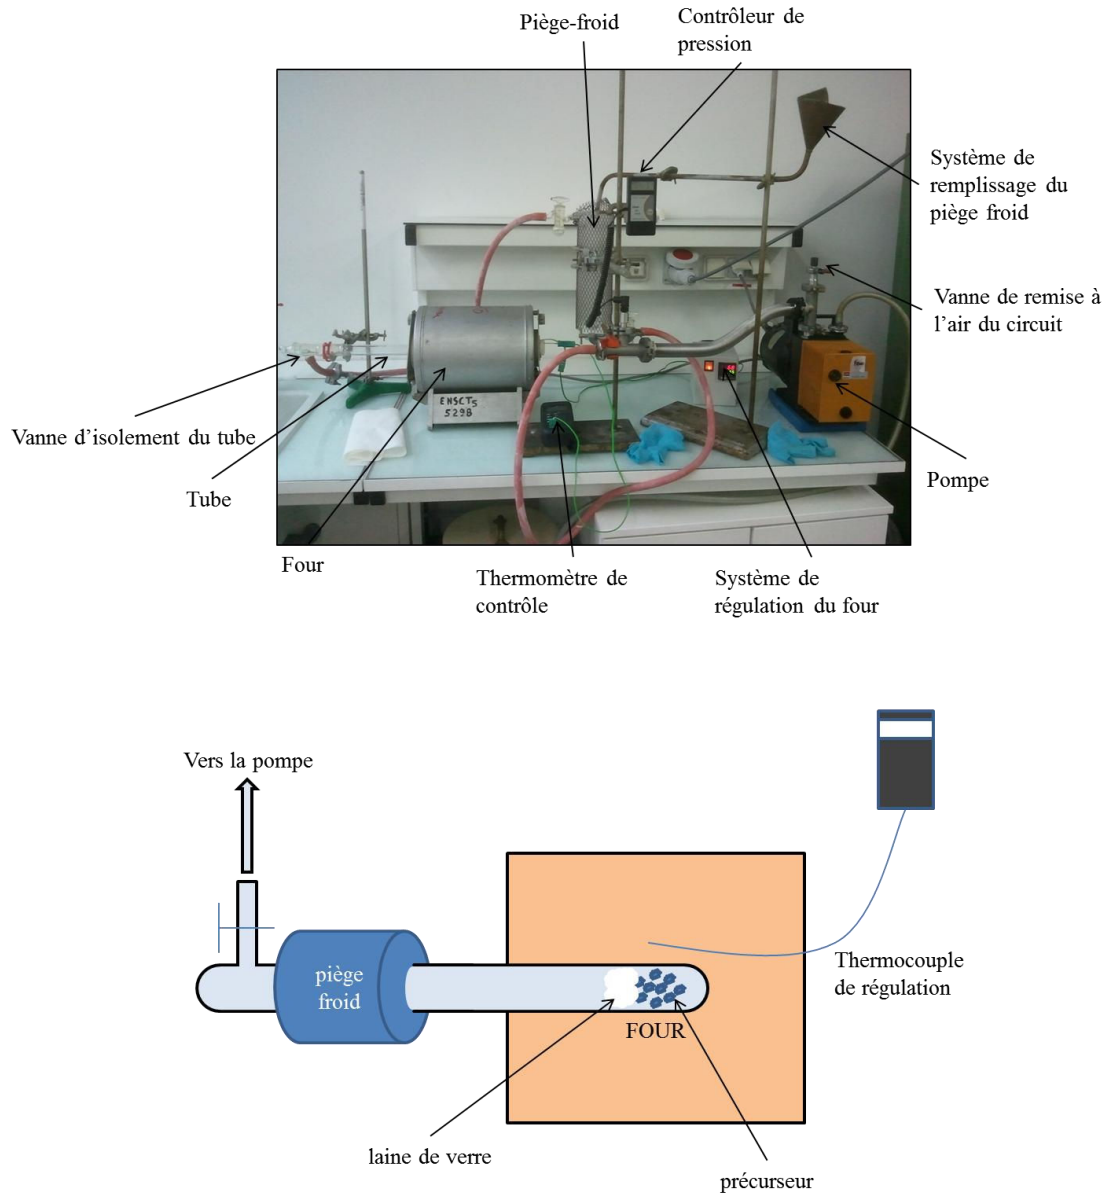 Piège-froid
Contrôleur de
pression
Système de
remplissage du
piège froid
Vanne de remise à
l’air du circuit
ENSCT5
529B
Vanne d’isolement du tube
Tube
Pompe
Four
Thermomètre de
contrôle
Système de
régulation du four
Vers la pompe
piège
froid
Thermocouple
de régulation
FOUR
laine de verre
précurseur